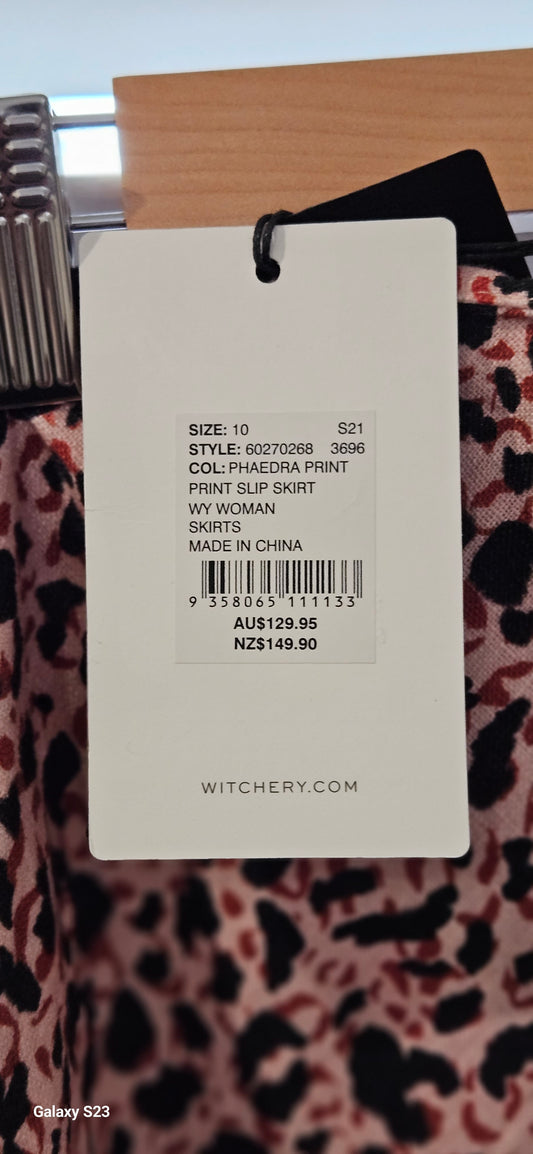 SIZE: 10 S21
STYLE: 60270268 3696
COL: PHAEDRA PRINT
PRINT SLIP SKIRT
WY WOMAN
SKIRTS
MADE IN CHINA
9 358065 111133
AU$129.95
NZ$149.90
WITCHERY.COM
Galaxy S23